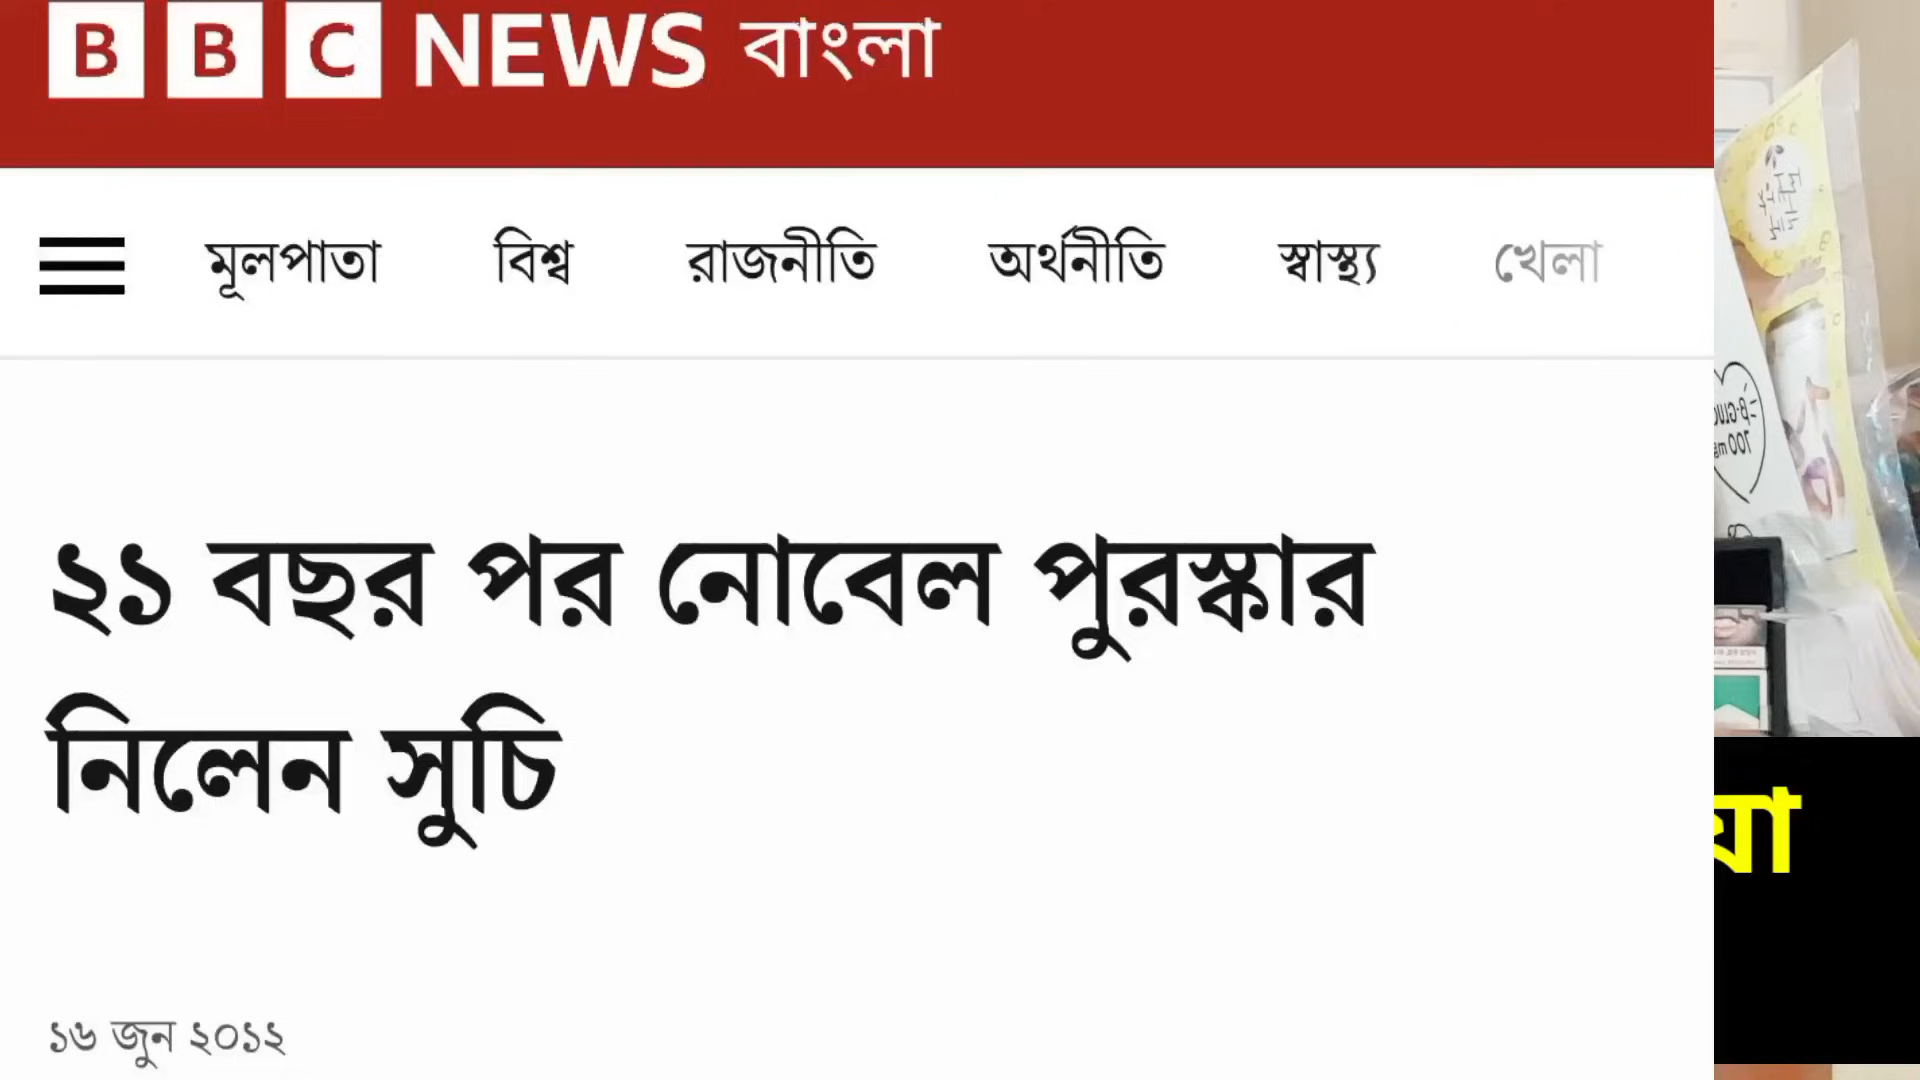 BBC NEWS বাংলা
মূলপাতা বিশ্ব রাজনীতি অর্থনীতি স্বাস্থ্য খেলা
২১ বছর পর নোবেল পুরস্কার
নিলেন সুচি
১৬ জুন ২০১২